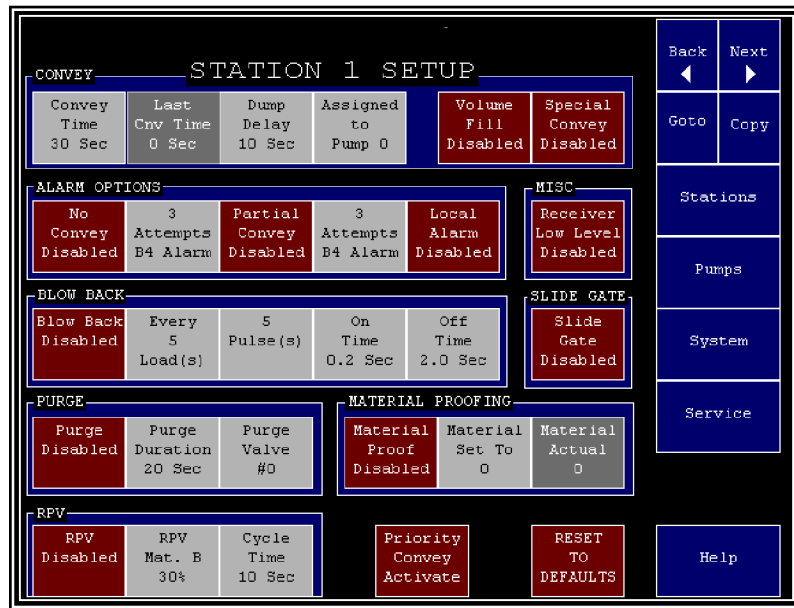 STATION 1 SETUP
CONVEY
Convey
Time
30 Sec
Last
Cnv Time
0 Sec
Dump
Delay
10 Sec
Assigned
to
Pump 0
Volume
Fill
Disabled
Special
Convey
Disabled
ALARM OPTIONS
No
Convey
Disabled
3
Attempts
B4 Alarm
Partial
Convey
Disabled
3
Attempts
B4 Alarm
Local
Alarm
Disabled
MISC
Receiver
Low Level
Disabled
BLOW BACK
Blow Back
Disabled
Every
5
Load(s)
5
Pulse(s)
On
Time
0.2 Sec
Off
Time
2.0 Sec
SLIDE GATE
Slide
Gate
Disabled
PURGE
Purge
Disabled
Purge
Duration
20 Sec
Purge
Valve
#0
MATERIAL PROOFING
Material
Proof
Disabled
Material
Set To
0
Material
Actual
0
RPV
RPV
Disabled
RPV
Mat. B
30%
Cycle
Time
10 Sec
Priority
Convey
Activate
RESET
TO
DEFAULTS
Back
Next
Goto
Copy
Stations
Pumps
System
Service
Help